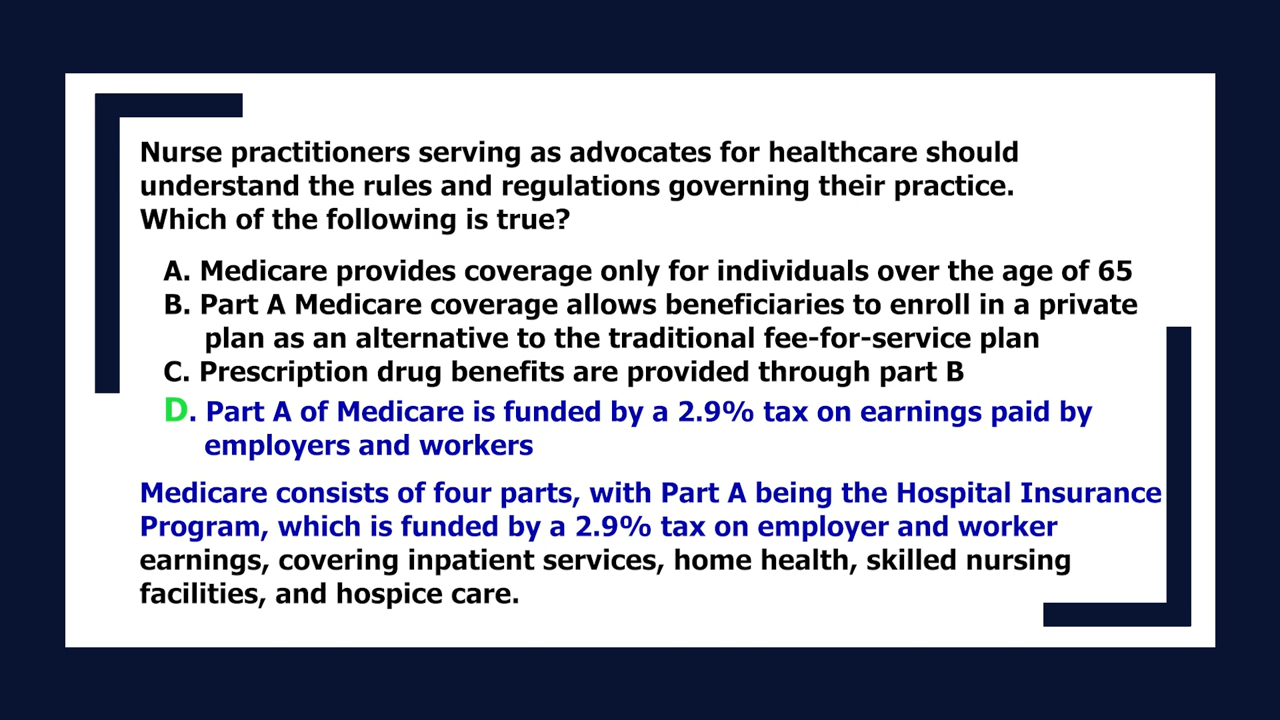 Nurse practitioners serving as advocates for healthcare should
understand the rules and regulations governing their practice.
Which of the following is true?
A. Medicare provides coverage only for individuals over the age of 65
B. Part A Medicare coverage allows beneficiaries to enroll in a private
plan as an alternative to the traditional fee-for-service plan
C. Prescription drug benefits are provided through part B
D. Part A of Medicare is funded by a 2.9% tax on earnings paid by
employers and workers
Medicare consists of four parts, with Part A being the Hospital Insurance
Program, which is funded by a 2.9% tax on employer and worker
earnings, covering inpatient services, home health, skilled nursing
facilities, and hospice care.